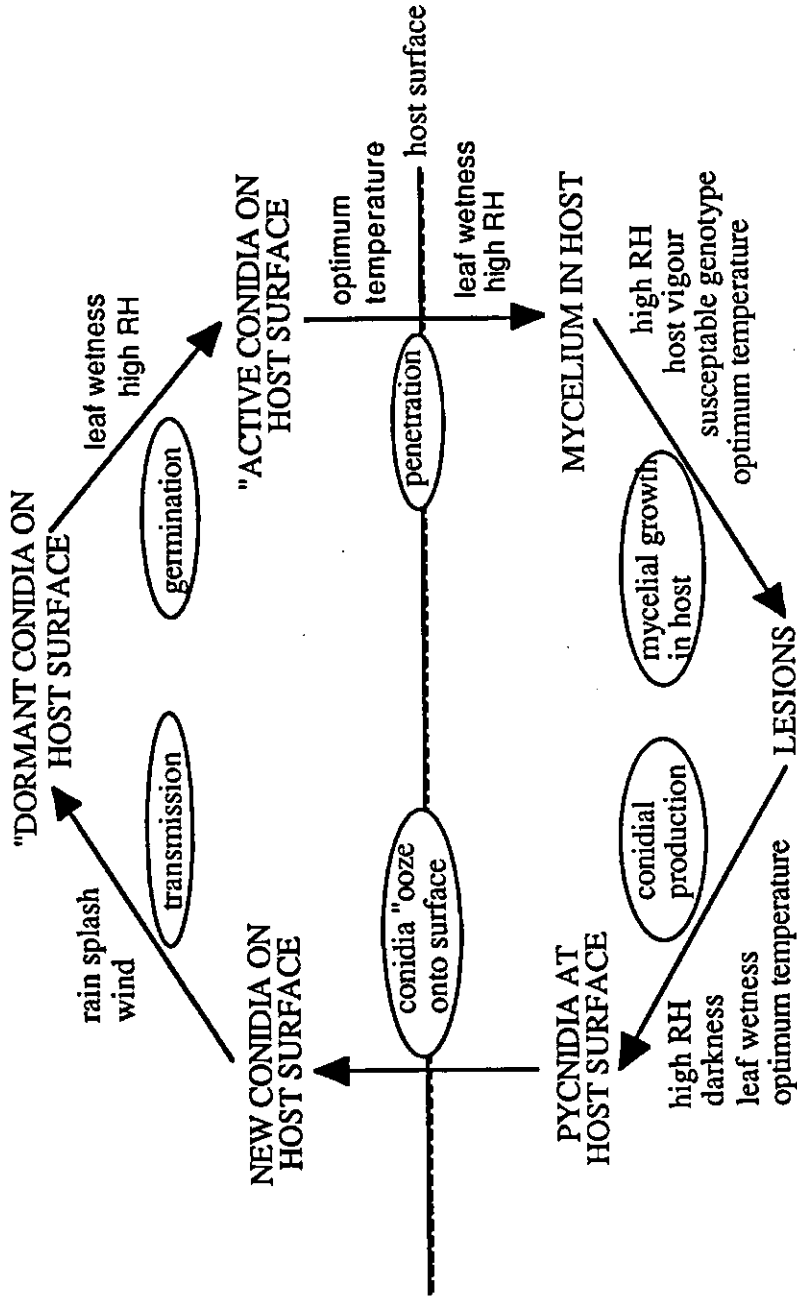 "DORMANT CONIDIA ON
HOST SURFACE
leaf wetness
high RH
germination
"ACTIVE CONIDIA ON
HOST SURFACE
optimum
temperature
host surface
penetration
leaf wetness
high RH
MYCELIUM IN HOST
high RH
host vigour
susceptable genotype
optimum temperature
mycelial growth
in host
LESIONS
conidial
production
high RH
darkness
leaf wetness
optimum temperature
PYCNIDIA AT
HOST SURFACE
conidia "ooze
onto surface
NEW CONIDIA ON
HOST SURFACE
rain splash
wind
transmission